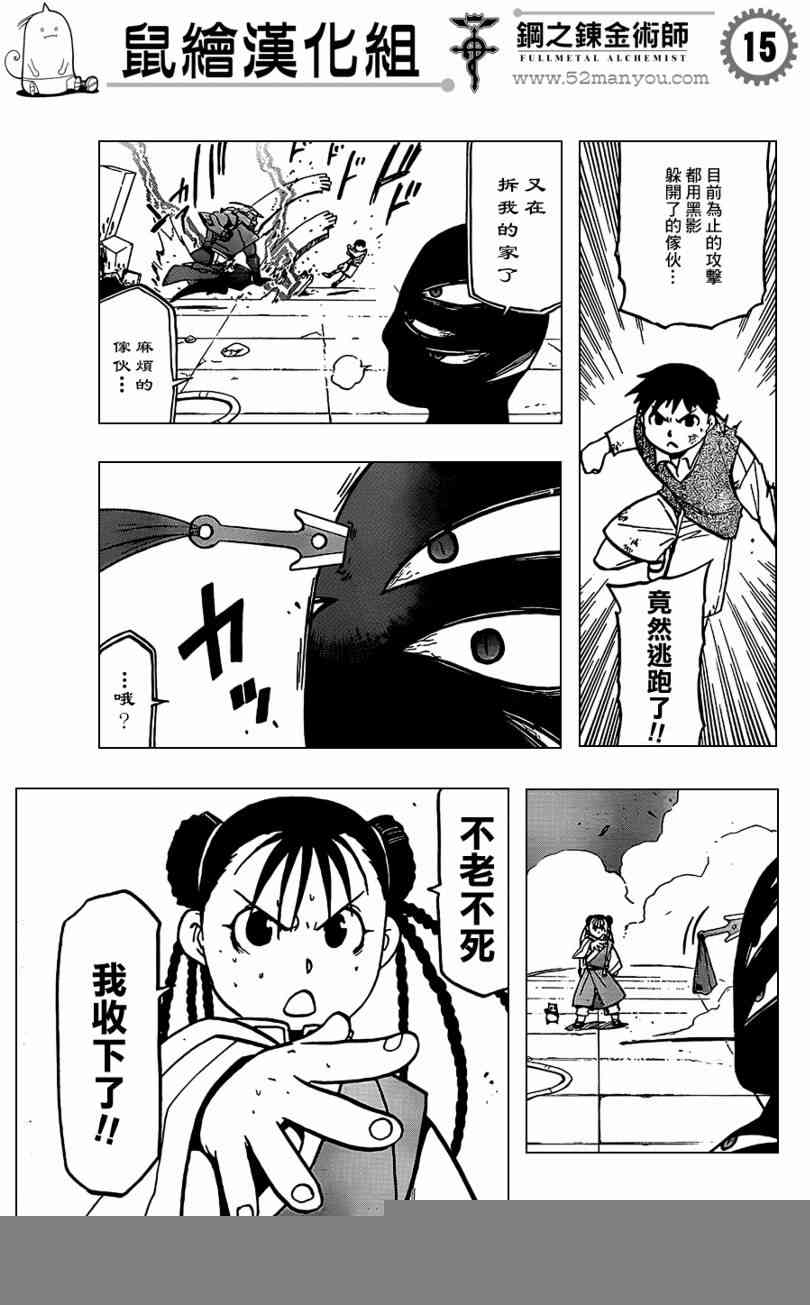 鼠繪漢化組
鋼之鍊金術師
FULLMETAL ALCHEMIST
www.52manyou.com
15
目前為止的攻擊
都用黑影
躲開了的傢伙…
竟然逃跑了!!
又在
拆我的家了
麻煩的
傢伙…
ガッ
…哦？
不老不死
我收下了!!